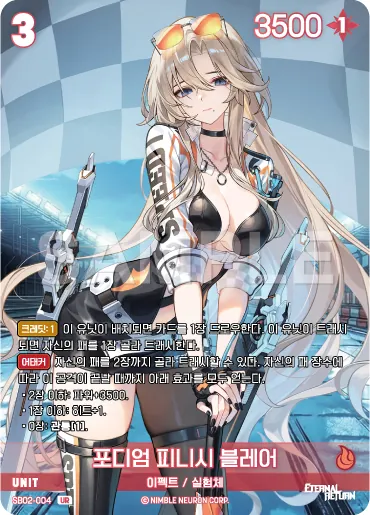 3
3500 1
SAMPLE
크레딧: 1 이 유닛이 배치되면 카드를 1장 드로우한다. 이 유닛이 트래시
되면 자신의 패를 1장 골라 트래시한다.
어태커 자신의 패를 2장까지 골라 트래시할 수 있다. 자신의 패 장수에
따라 이 공격이 끝날 때까지 아래 효과를 모두 얻는다.
• 2장 이하: 파워+3500.
• 1장 이하: 히트+1.
• 0장: 관통[1].
포디엄 피니시 블레어
UNIT
이펙트 / 실험체
SB02-004 UR
© NIMBLE NEURON CORP.
ETERNAL
RETURN